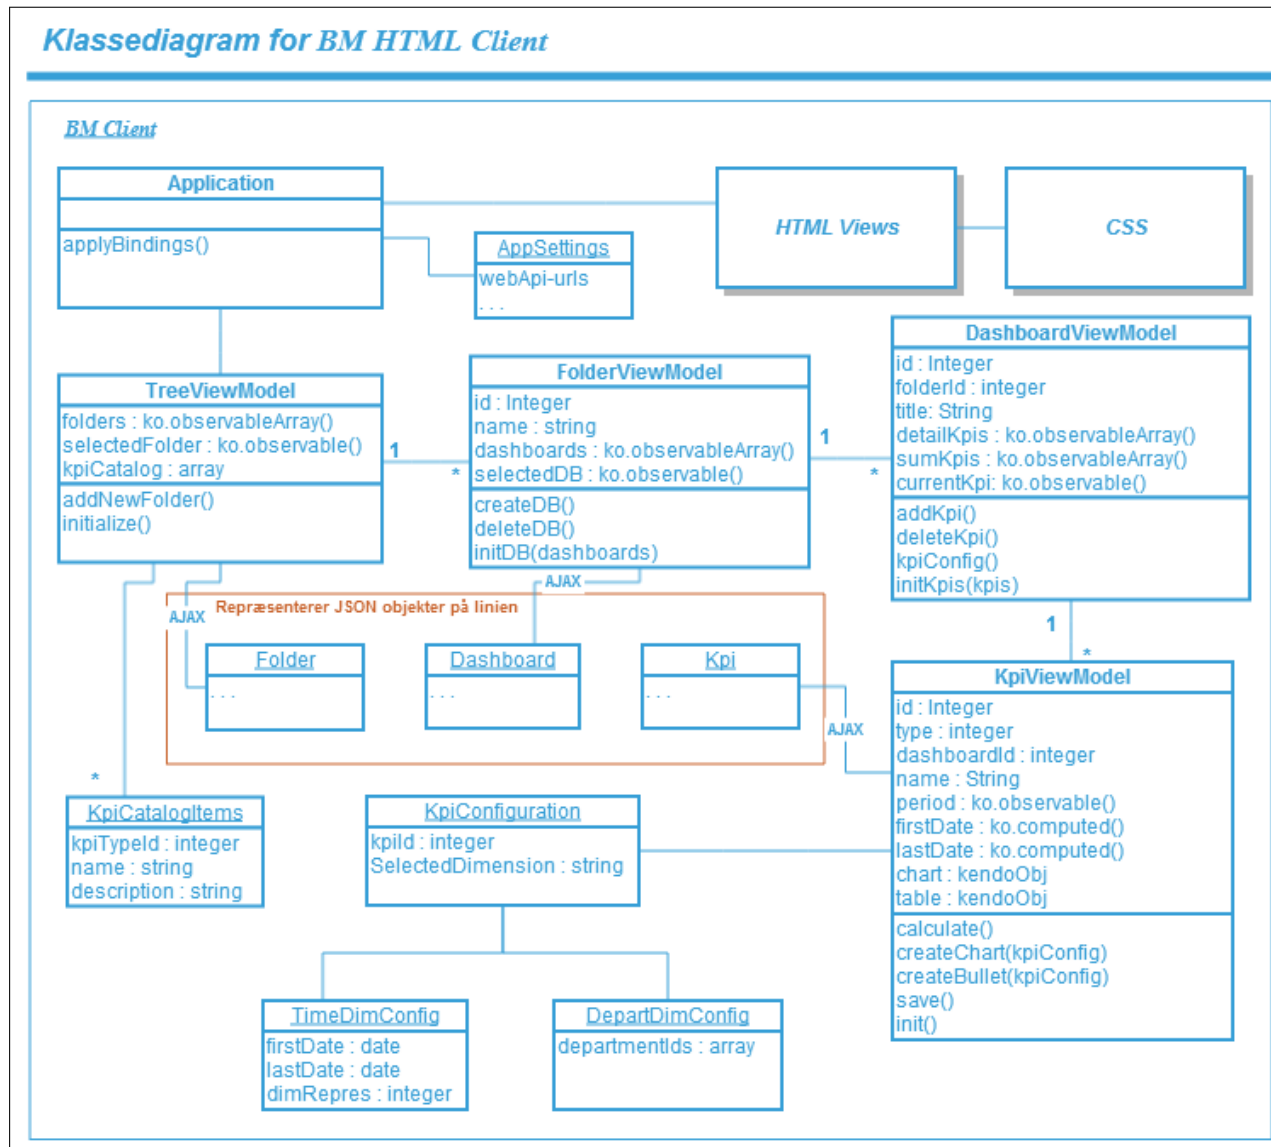 Klassediagram for BM HTML Client
BM Client
Application
applyBindings()
AppSettings
webApi-urls
. . .
HTML Views
CSS
TreeViewModel
folders : ko.observableArray()
selectedFolder : ko.observable()
kpiCatalog : array
addNewFolder()
initialize()
1
*
FolderViewModel
id : Integer
name : string
dashboards : ko.observableArray()
selectedDB : ko.observable()
createDB()
deleteDB()
initDB(dashboards)
1
*
DashboardViewModel
id : Integer
folderId : integer
title: String
detailKpis : ko.observableArray()
sumKpis : ko.observableArray()
currentKpi: ko.observable()
addKpi()
deleteKpi()
kpiConfig()
initKpis(kpis)
1
*
AJAX
AJAX
Repræsenterer JSON objekter på linien
Folder
. . .
Dashboard
. . .
Kpi
. . .
AJAX
KpiViewModel
id : Integer
type : integer
dashboardId : integer
name : String
period : ko.observable()
firstDate : ko.computed()
lastDate : ko.computed()
chart : kendoObj
table : kendoObj
calculate()
createChart(kpiConfig)
createBullet(kpiConfig)
save()
init()
*
KpiCatalogItems
kpiTypeId : integer
name : string
description : string
KpiConfiguration
kpiId : integer
SelectedDimension : string
TimeDimConfig
firstDate : date
lastDate : date
dimRepres : integer
DepartDimConfig
departmentIds : array